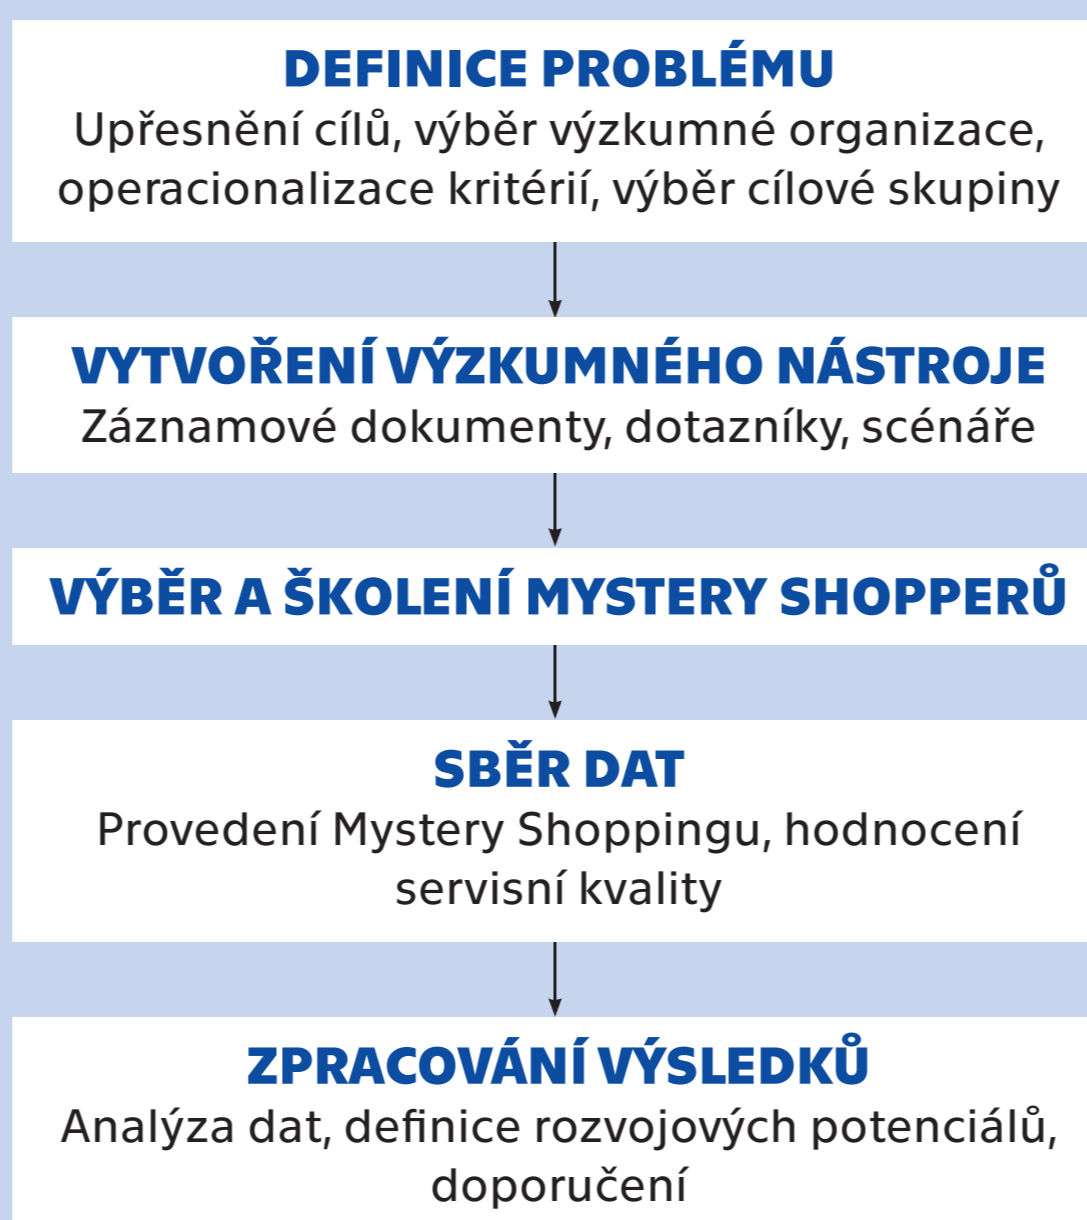 DEFINICE PROBLÉMU
Upřesnění cílů, výběr výzkumné organizace,
operacionalizace kritérií, výběr cílové skupiny
VYTVOŘENÍ VÝZKUMNÉHO NÁSTROJE
Záznamové dokumenty, dotazníky, scénáře
VÝBĚR A ŠKOLENÍ MYSTERY SHOPPERŮ
SBĚR DAT
Provedení Mystery Shoppingu, hodnocení
servisní kvality
ZPRACOVÁNÍ VÝSLEDKŮ
Analýza dat, definice rozvojových potenciálů,
doporučení